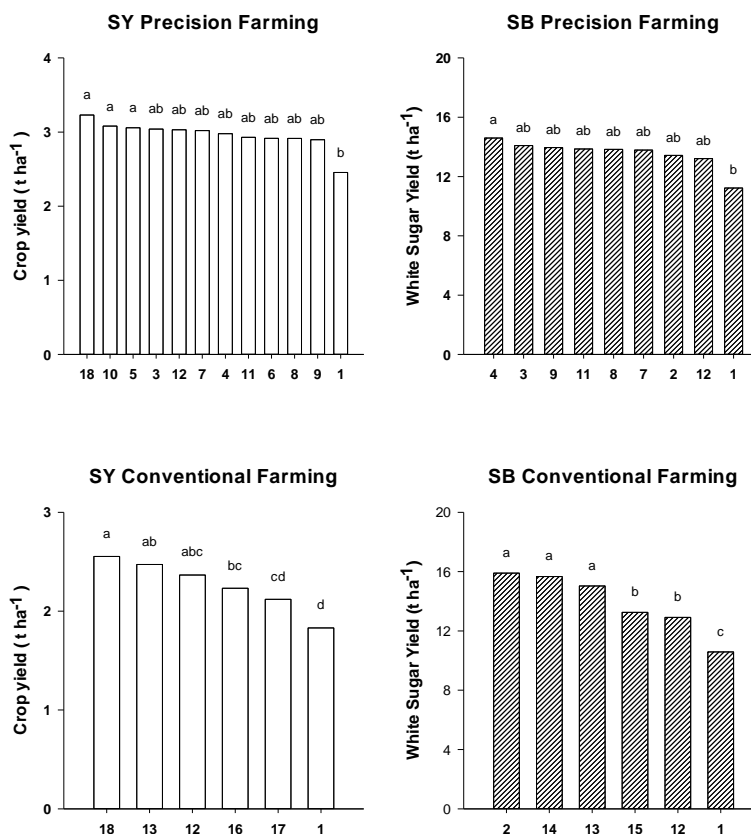 SY Precision Farming
Crop yield ( t ha-1)
4
3
2
1
0
a a a ab ab ab ab ab ab ab ab b
18 10 5 3 12 7 4 11 6 8 9 1
SB Precision Farming
White Sugar Yield (t ha-1)
20
16
12
8
4
0
a ab ab ab ab ab ab ab b
4 3 9 11 8 7 2 12 1
SY Conventional Farming
Crop yield ( t ha-1)
3
2
1
0
a ab abc bc cd d
18 13 12 16 17 1
SB Conventional Farming
White Sugar Yield (t ha-1)
20
16
12
8
4
0
a a a b b c
2 14 13 15 12 1